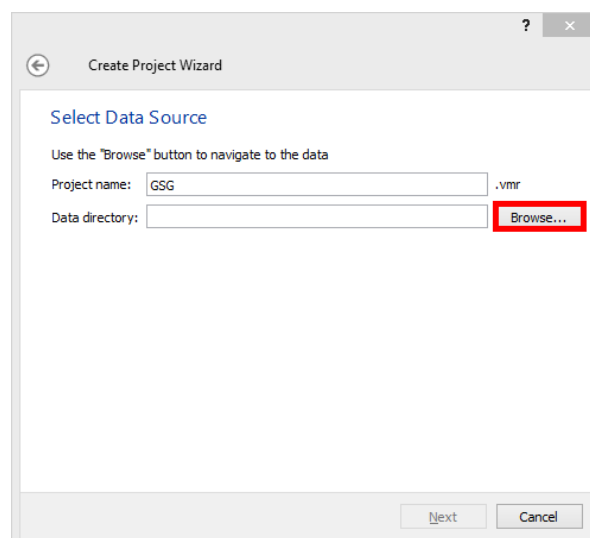 ?
Create Project Wizard
Select Data Source
Use the "Browse" button to navigate to the data
Project name: GSG .vmr
Data directory: Browse...
Next Cancel